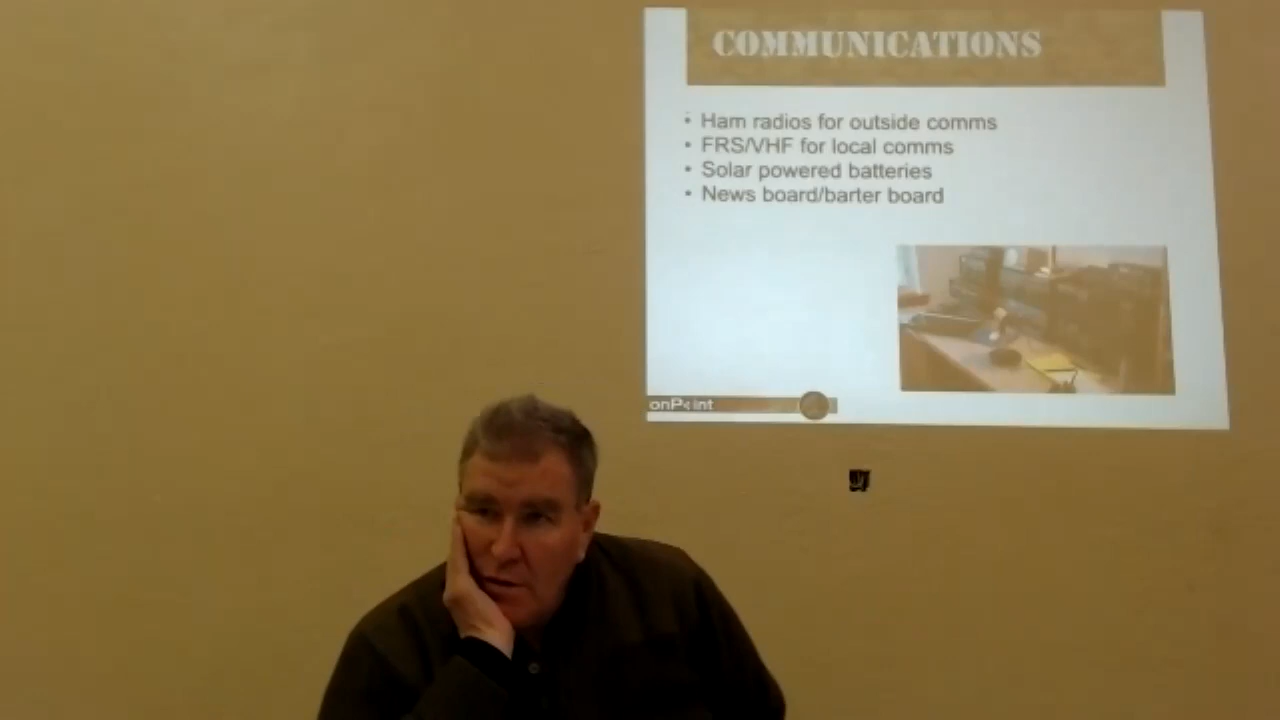 COMMUNICATIONS
• Ham radios for outside comms
• FRS/VHF for local comms
• Solar powered batteries
• News board/barter board